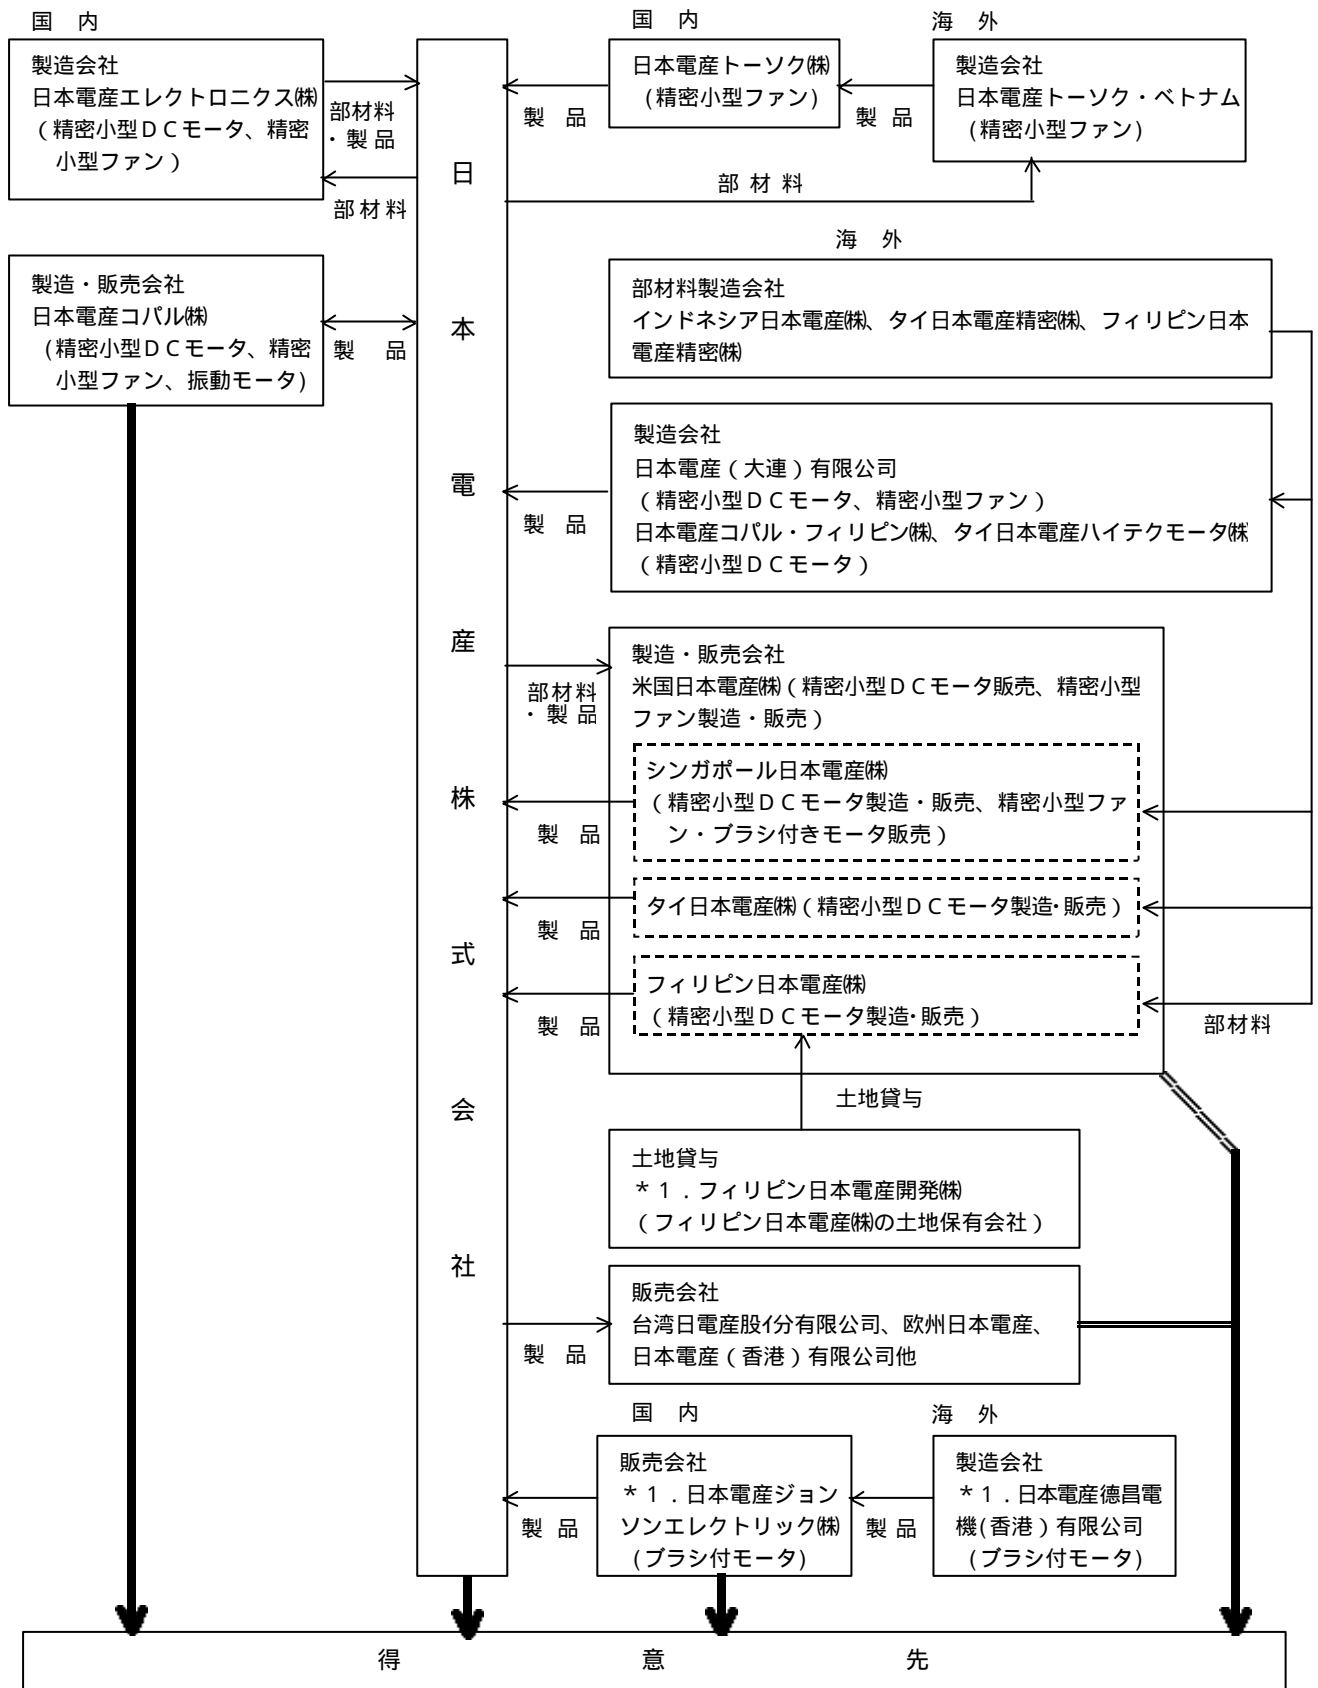 国 内
製造会社
日本電産エレクトロニクス㈱
（精密小型ＤＣモータ、精密
小型ファン）
部材料
・製品
部材料
製造・販売会社
日本電産コパル㈱
(精密小型ＤＣモータ、精密
小型ファン、振動モータ)
製 品
日
本
電
産
株
式
会
社
国 内
日本電産トーソク㈱
(精密小型ファン)
製 品
海 外
製造会社
日本電産トーソク・ベトナム
(精密小型ファン)
製 品
部 材 料
海 外
部材料製造会社
インドネシア日本電産㈱、タイ日本電産精密㈱、フィリピン日本
電産精密㈱
製造会社
日本電産（大連）有限公司
（精密小型ＤＣモータ、精密小型ファン）
日本電産コパル・フィリピン㈱、タイ日本電産ハイテクモータ㈱
（精密小型ＤＣモータ）
製 品
製造・販売会社
米国日本電産㈱（精密小型ＤＣモータ販売、精密小型
ファン製造・販売）
部材料
・製品
シンガポール日本電産㈱
（精密小型ＤＣモータ製造・販売、精密小型ファ
ン・ブラシ付きモータ販売）
製 品
タイ日本電産㈱（精密小型ＤＣモータ製造・販売）
製 品
フィリピン日本電産㈱
（精密小型ＤＣモータ製造・販売）
製 品
部材料
土地貸与
土地貸与
＊１．フィリピン日本電産開発㈱
（フィリピン日本電産㈱の土地保有会社）
販売会社
台湾日電産股份有限公司、欧州日本電産、
日本電産（香港）有限公司他
製 品
国 内
販売会社
＊１．日本電産ジョン
ソンエレクトリック㈱
(ブラシ付モータ)
製 品
海 外
製造会社
＊１．日本電産徳昌電
機(香港）有限公司
(ブラシ付モータ)
製 品
得 意 先